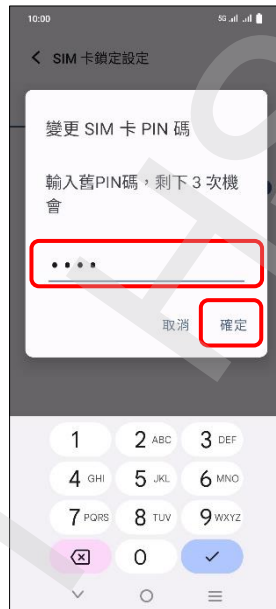 10:00 5G
SIM 卡鎖定設定
變更 SIM 卡 PIN 碼
輸入舊PIN碼，剩下 3 次機
會
••••
取消 確定
1 2 ABC 3 DEF
4 GHI 5 JKL 6 MNO
7 PQRS 8 TUV 9 WXYZ
0